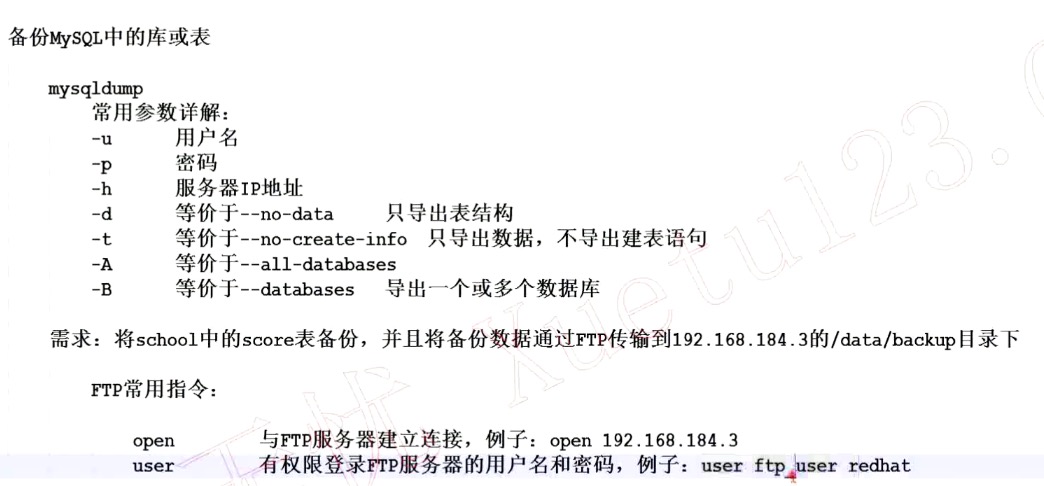 备份MySQL中的库或表
mysqldump
常用参数详解：
-u 用户名
-p 密码
-h 服务器IP地址
-d 等价于--no-data 只导出表结构
-t 等价于--no-create-info 只导出数据，不导出建表语句
-A 等价于--all-databases
-B 等价于--databases 导出一个或多个数据库
需求：将school中的score表备份，并且将备份数据通过FTP传输到192.168.184.3的/data/backup目录下
FTP常用指令：
open 与FTP服务器建立连接，例子：open 192.168.184.3
user 有权限登录FTP服务器的用户名和密码，例子：user ftp_user redhat
Xuetu123.